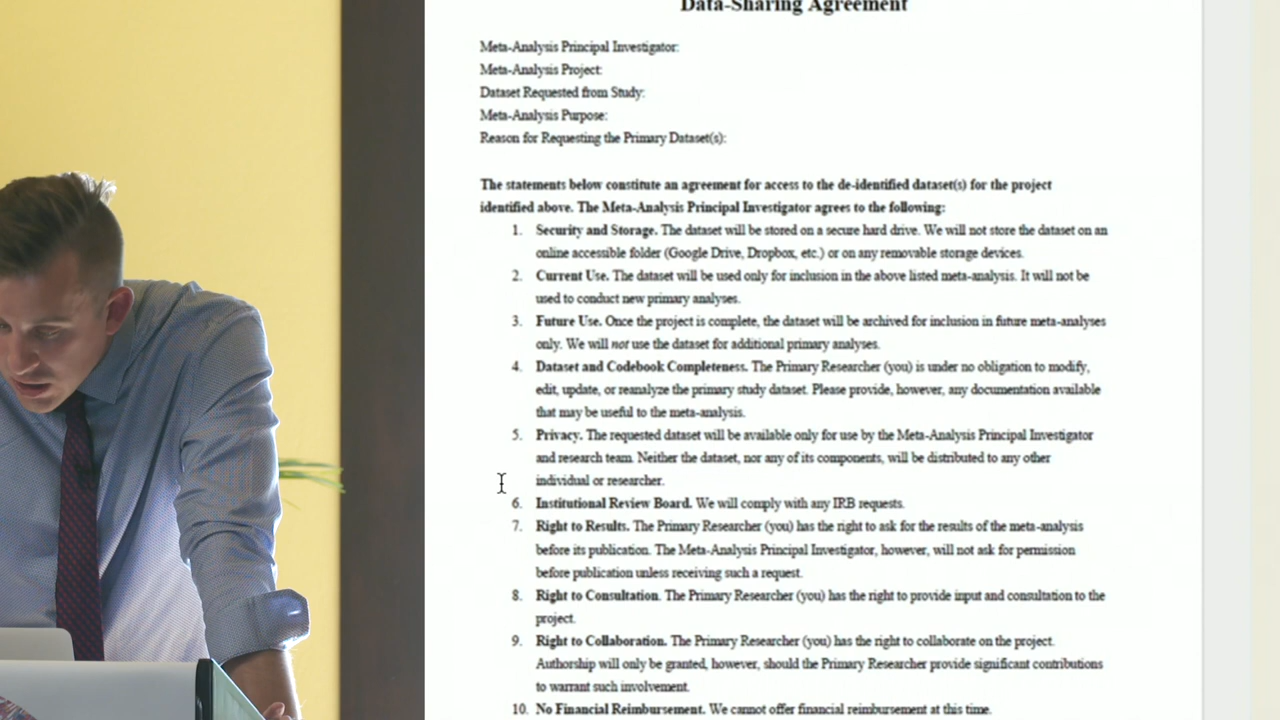 Data-Sharing Agreement
Meta-Analysis Principal Investigator:
Meta-Analysis Project:
Dataset Requested from Study:
Meta-Analysis Purpose:
Reason for Requesting the Primary Dataset(s):
The statements below constitute an agreement for access to the de-identified dataset(s) for the project
identified above. The Meta-Analysis Principal Investigator agrees to the following:
1. Security and Storage. The dataset will be stored on a secure hard drive. We will not store the dataset on an
online accessible folder (Google Drive, Dropbox, etc.) or on any removable storage devices.
2. Current Use. The dataset will be used only for inclusion in the above listed meta-analysis. It will not be
used to conduct new primary analyses.
3. Future Use. Once the project is complete, the dataset will be archived for inclusion in future meta-analyses
only. We will not use the dataset for additional primary analyses.
4. Dataset and Codebook Completeness. The Primary Researcher (you) is under no obligation to modify,
edit, update, or reanalyze the primary study dataset. Please provide, however, any documentation available
that may be useful to the meta-analysis.
5. Privacy. The requested dataset will be available only for use by the Meta-Analysis Principal Investigator
and research team. Neither the dataset, nor any of its components, will be distributed to any other
individual or researcher.
6. Institutional Review Board. We will comply with any IRB requests.
7. Right to Results. The Primary Researcher (you) has the right to ask for the results of the meta-analysis
before its publication. The Meta-Analysis Principal Investigator, however, will not ask for permission
before publication unless receiving such a request.
8. Right to Consultation. The Primary Researcher (you) has the right to provide input and consultation to the
project.
9. Right to Collaboration. The Primary Researcher (you) has the right to collaborate on the project.
Authorship will only be granted, however, should the Primary Researcher provide significant contributions
to warrant such involvement.
10. No Financial Reimbursement. We cannot offer financial reimbursement at this time.